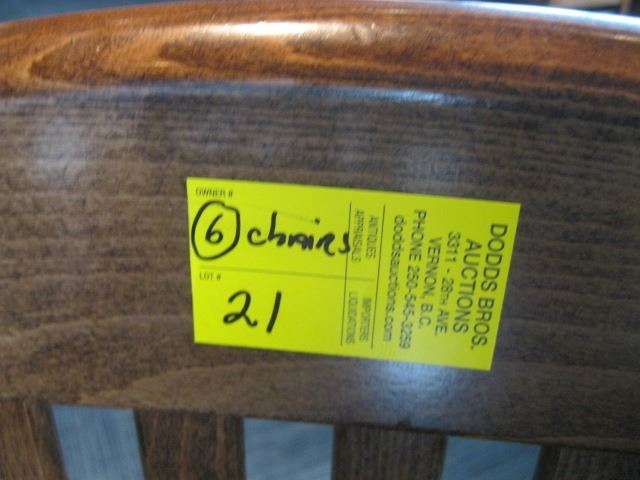 OWNER #
6 chairs
LOT #
21
DODDS BROS.
AUCTIONS
3311 - 28TH AVE.
VERNON, B.C.
PHONE 250-545-3259
doddsauctions.com
ANTIQUES IMPORTERS
APPRAISALS LIQUIDATIONS